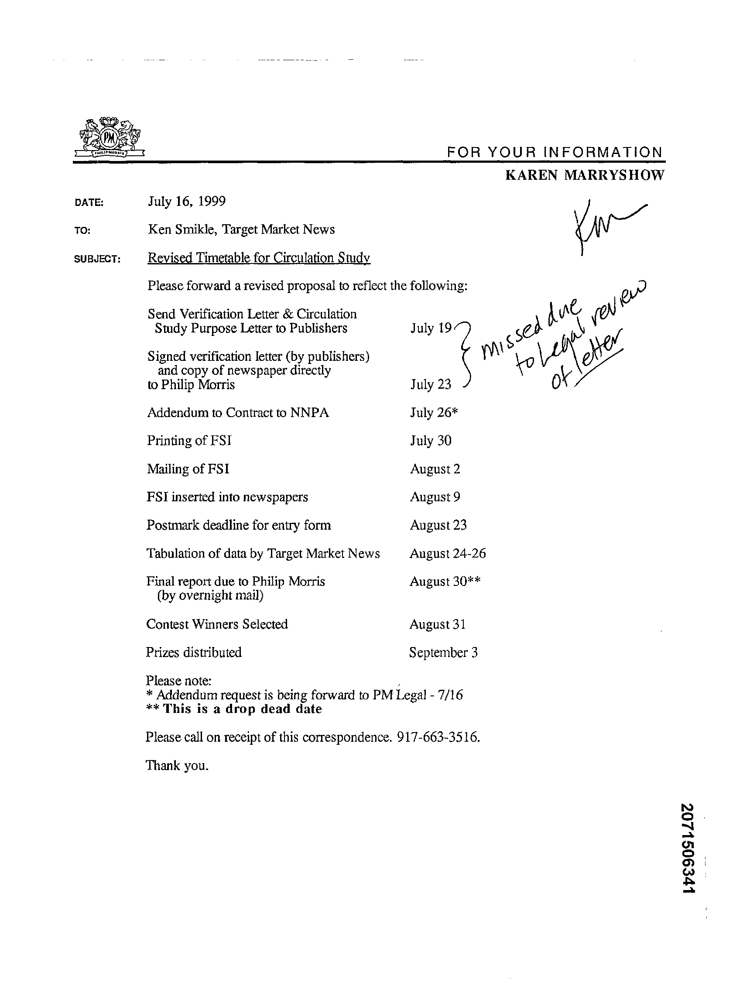 PM
FOR YOUR INFORMATION
KAREN MARRYSHOW
KM
DATE: July 16, 1999
TO: Ken Smikle, Target Market News
SUBJECT: Revised Timetable for Circulation Study
Please forward a revised proposal to reflect the following:
Send Verification Letter & Circulation
Study Purpose Letter to Publishers July 19
missed due
to Legal review
of letter
Signed verification letter (by publishers)
and copy of newspaper directly
to Philip Morris July 23
Addendum to Contract to NNPA July 26*
Printing of FSI July 30
Mailing of FSI August 2
FSI inserted into newspapers August 9
Postmark deadline for entry form August 23
Tabulation of data by Target Market News August 24-26
Final report due to Philip Morris August 30**
(by overnight mail)
Contest Winners Selected August 31
Prizes distributed September 3
Please note:
* Addendum request is being forward to PM Legal - 7/16
** This is a drop dead date
Please call on receipt of this correspondence. 917-663-3516.
Thank you.
2071506341